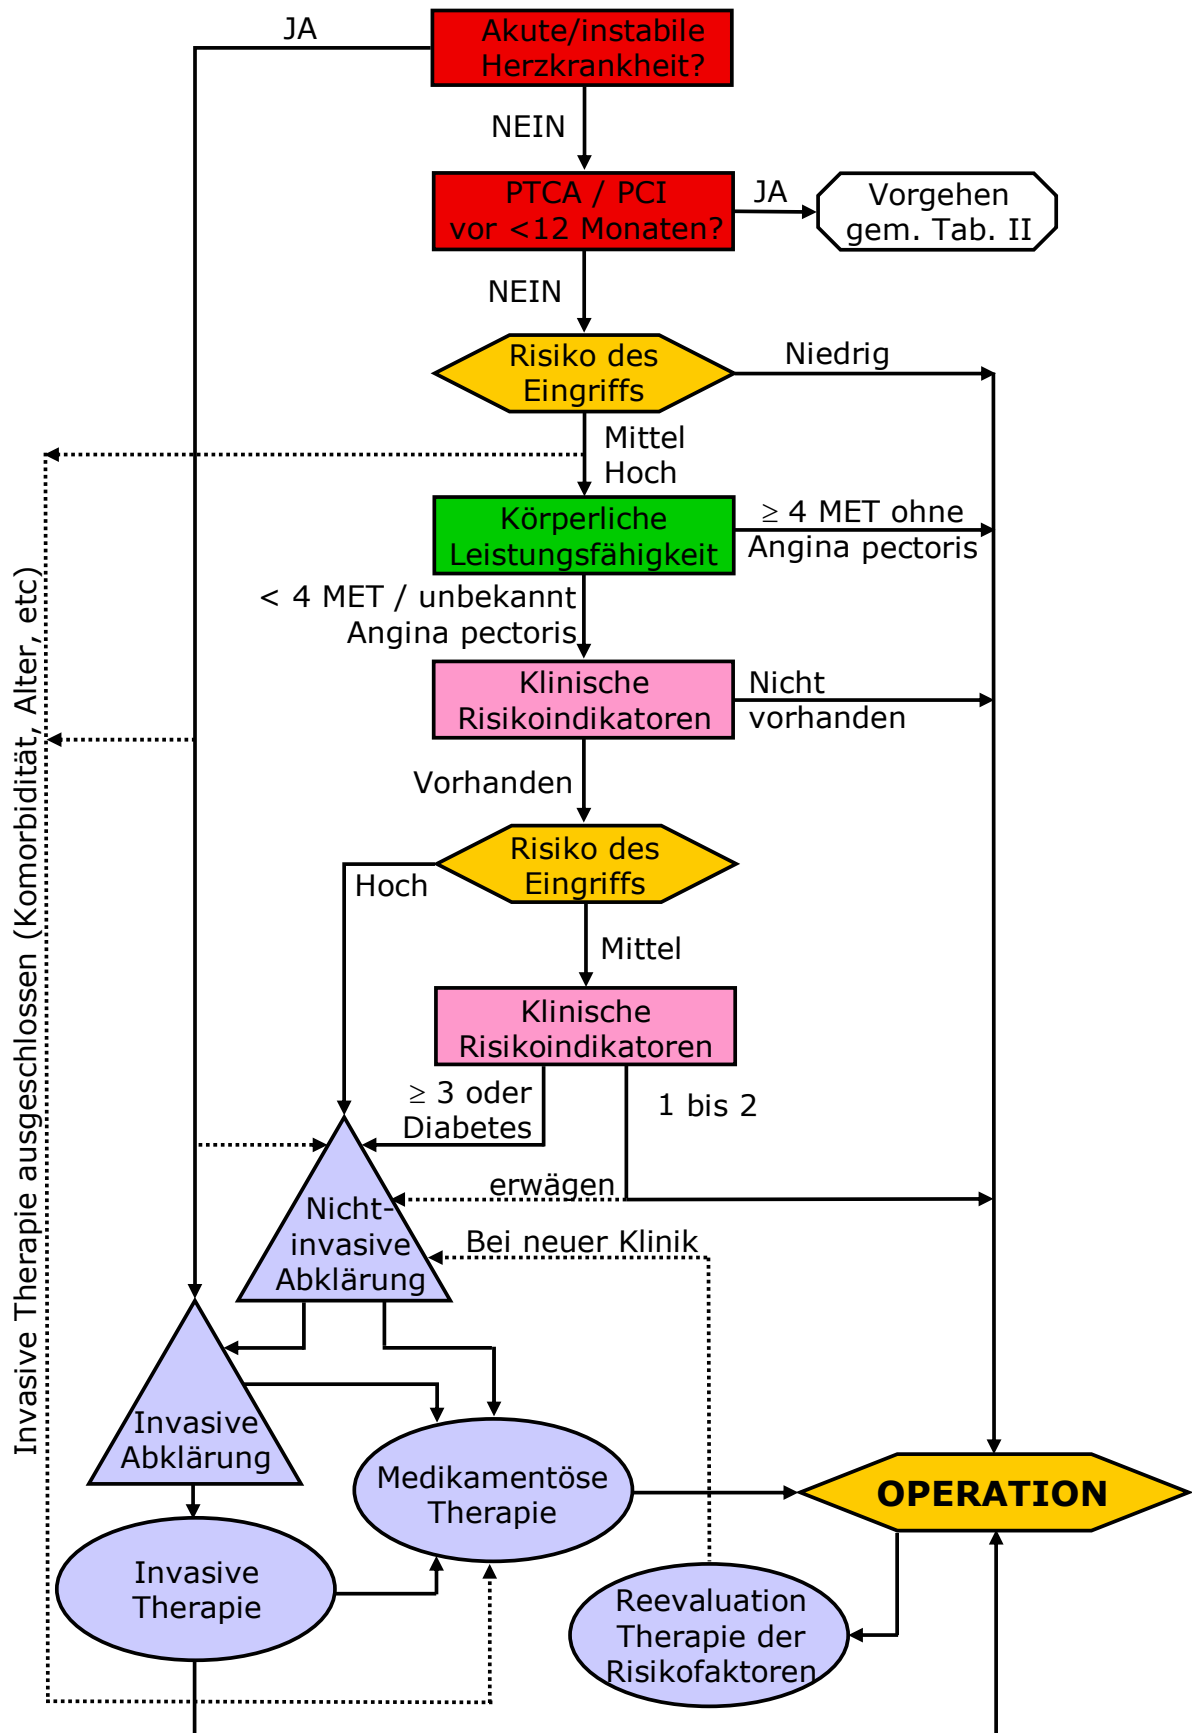 JA
Akute/instabile
Herzkrankheit?
NEIN
PTCA / PCI
vor <12 Monaten?
JA
Vorgehen
gem. Tab. II
NEIN
Risiko des
Eingriffs
Niedrig
Mittel
Hoch
Körperliche
Leistungsfähigkeit
≥ 4 MET ohne
Angina pectoris
< 4 MET / unbekannt
Angina pectoris
Klinische
Risikoindikatoren
Nicht
vorhanden
Vorhanden
Risiko des
Eingriffs
Hoch
Mittel
Klinische
Risikoindikatoren
≥ 3 oder
Diabetes
1 bis 2
erwägen
Nicht-
invasive
Abklärung
Bei neuer Klinik
Invasive Therapie ausgeschlossen (Komorbidität, Alter, etc)
Invasive
Abklärung
Medikamentöse
Therapie
OPERATION
Invasive
Therapie
Reevaluation
Therapie der
Risikofaktoren